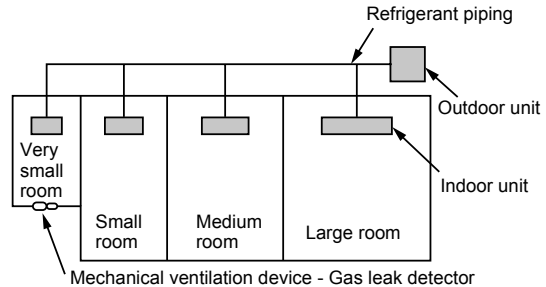 Refrigerant piping
Outdoor unit
Indoor unit
Very
small
room
Small
room
Medium
room
Large room
Mechanical ventilation device - Gas leak detector